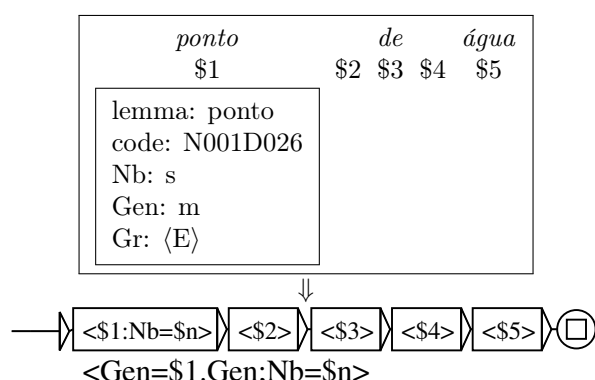 ponto de água
$1 $2 $3 $4 $5
lemma: ponto
code: N001D026
Nb: s
Gen: m
Gr: ⟨E⟩
⇓
<$1:Nb=$n> <$2> <$3> <$4> <$5>
<Gen=$1.Gen;Nb=$n>